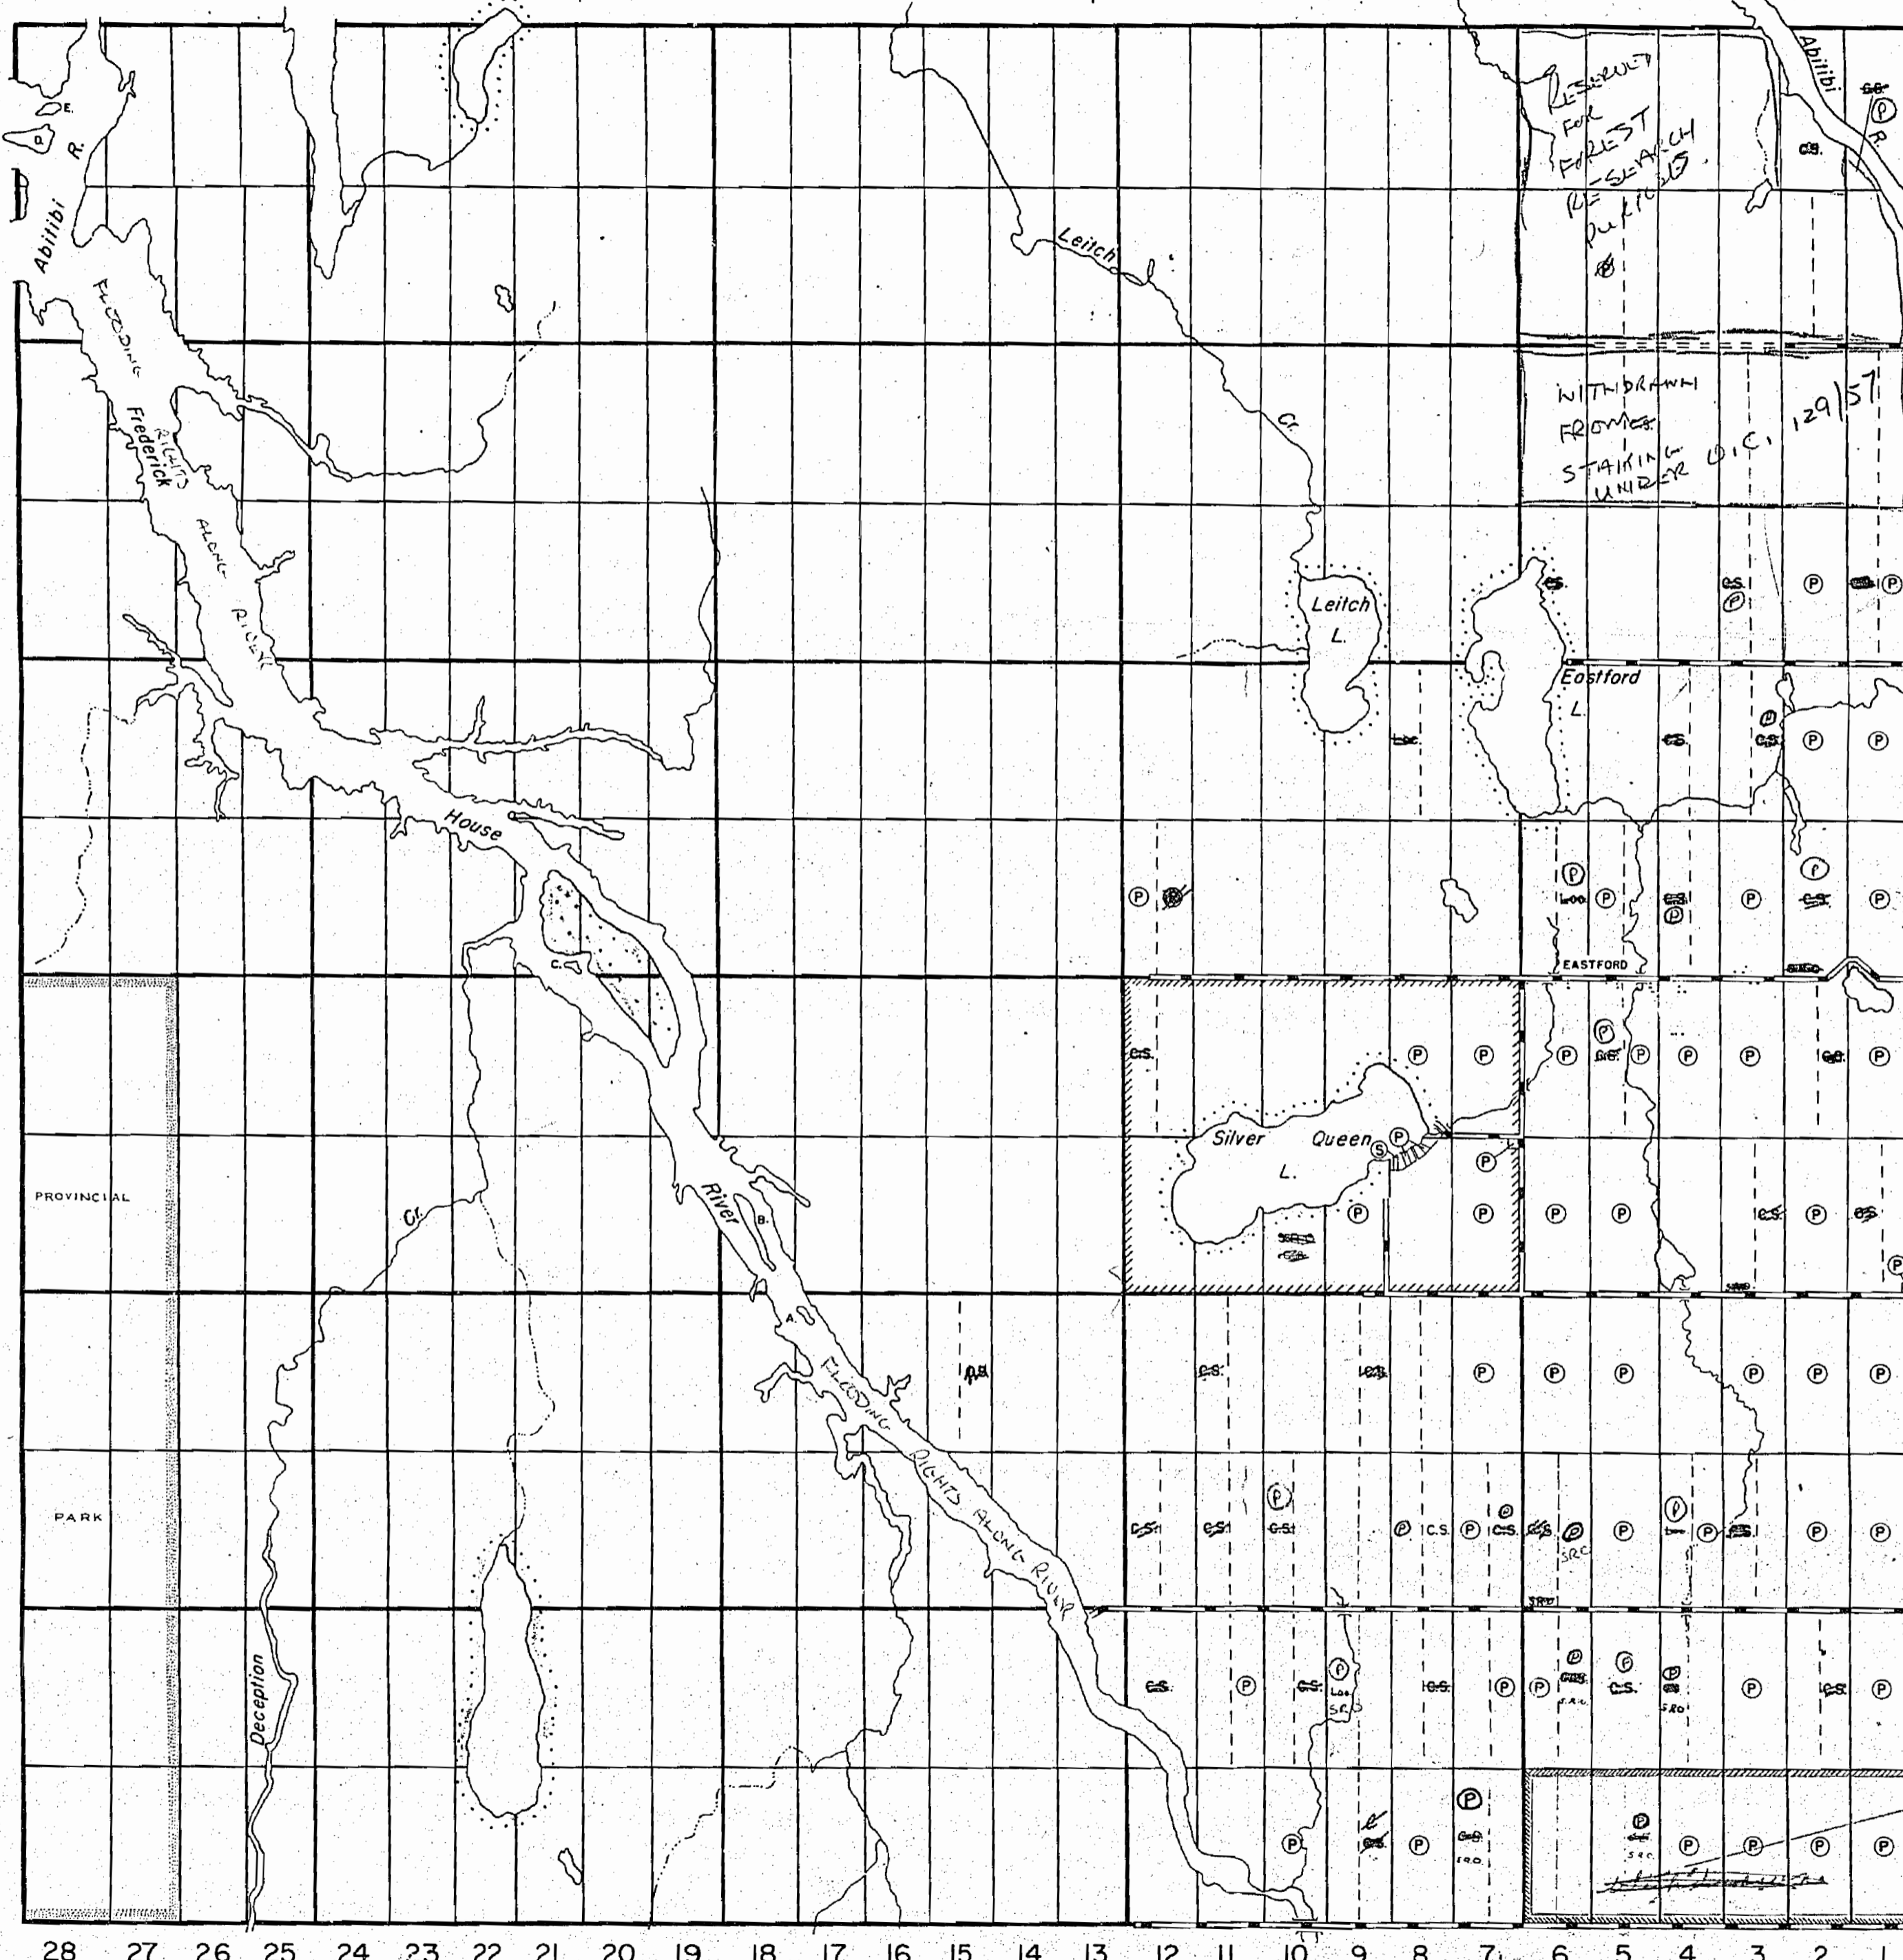 Abitibi
R.
E.
D.
R.
Abitibi
C.S.
C.S.
P
R.
RESERVED
FOR
FOREST
RESEARCH
Leitch
FLOODING
RIGHTS
ALONG
RIVER
Frederick
Cr.
WITHDRAWN
FROM
STAKING
UNDER O.C. 129/57
Leitch
L.
C.S.
C.S.
P
P
P
Eastford
L.
C.S.
P
C.S.
P
P
House
P
P
LOO
P
C.S.
P
P
P
C.S.
P
C.
EASTFORD
C.S.
P
P
P
P
C.S.
P
P
P
C.S.
P
Silver Queen
L.
S
P
P
PROVINCIAL
Cr.
River
B.
P
P
P
P
C.S.
P
C.S.
P
A.
FLOODING RIGHTS ALONG RIVER
C.S.
C.S.
P
P
P
P
P
P
PARK
C.S.
C.S.
P
C.S.
P
C.S.
P
P
C.S.
C.S.
P
S.R.O.
P
P
P
C.S.
P
P
S.R.O.
Deception
C.S.
P
C.S.
P
LOO
S.R.
C.S.
P
P
P
C.S.
S.R.O.
P
C.S.
P
S.R.O.
P
C.S.
P
P
C.S.
P
P
C.S.
S.R.O.
P
S.R.O.
P
P
P
P
28 27 26 25 24 23 22 21 20 19 18 17 16 15 14 13 12 11 10 9 8 7 6 5 4 3 2 1